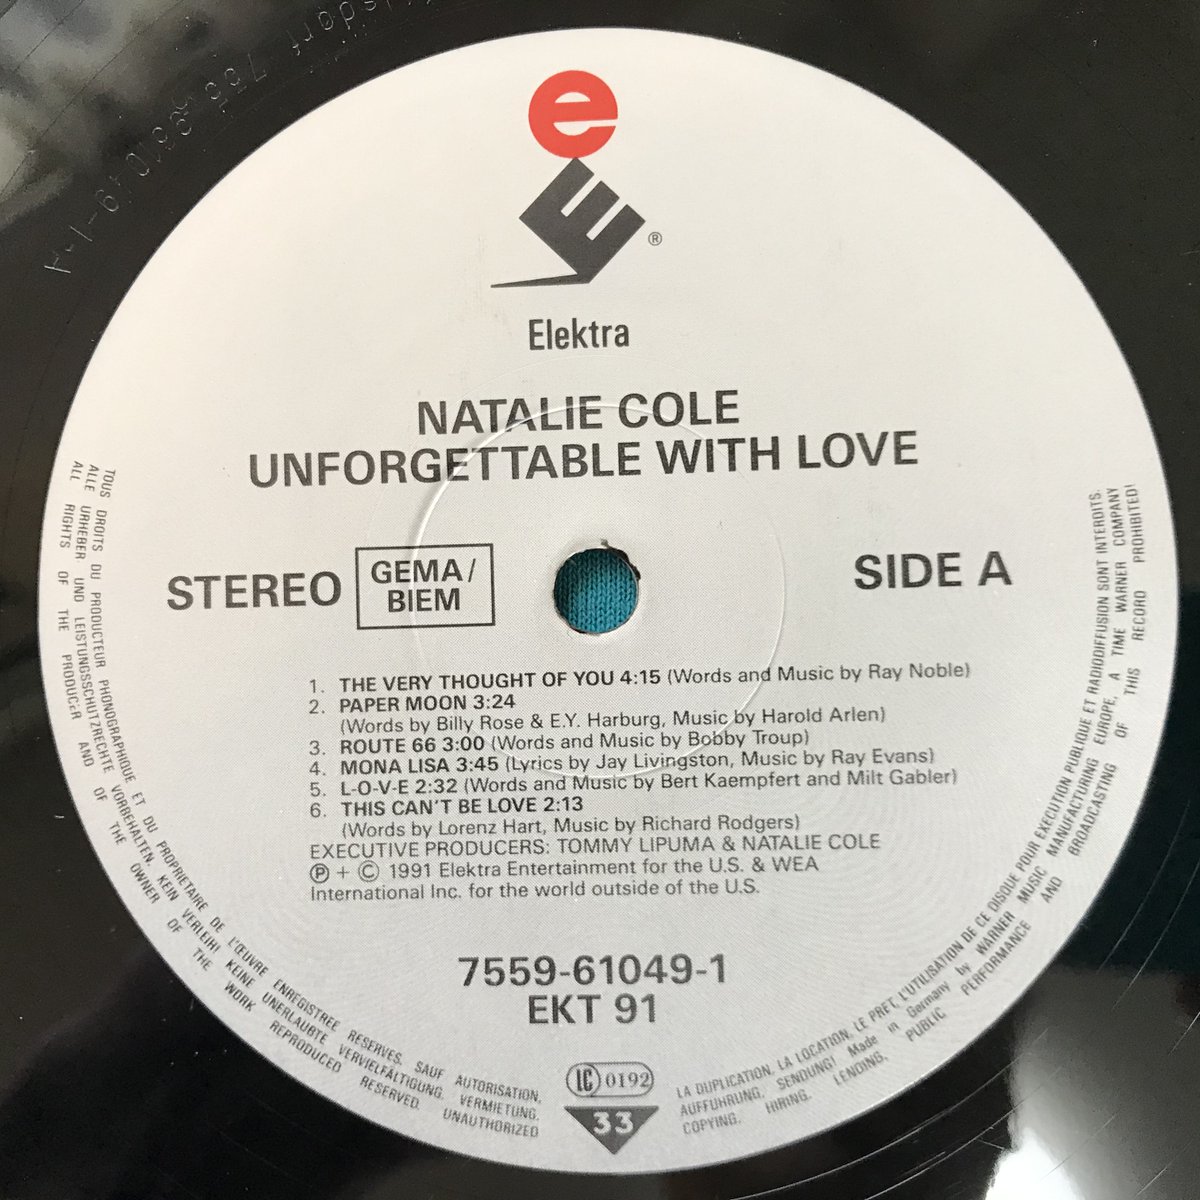 e
E
®
Elektra
NATALIE COLE
UNFORGETTABLE WITH LOVE
STEREO
GEMA/
BIEM
SIDE A
1. THE VERY THOUGHT OF YOU 4:15 (Words and Music by Ray Noble)
2. PAPER MOON 3:24
(Words by Billy Rose & E.Y. Harburg, Music by Harold Arlen)
3. ROUTE 66 3:00 (Words and Music by Bobby Troup)
4. MONA LISA 3:45 (Lyrics by Jay Livingston, Music by Ray Evans)
5. L-O-V-E 2:32 (Words and Music by Bert Kaempfert and Milt Gabler)
6. THIS CAN'T BE LOVE 2:13
(Words by Lorenz Hart, Music by Richard Rodgers)
EXECUTIVE PRODUCERS: TOMMY LIPUMA & NATALIE COLE
Ⓟ + © 1991 Elektra Entertainment for the U.S. & WEA
International Inc. for the world outside of the U.S.
7559-61049-1
EKT 91
LC 0192
33
TOUS DROITS DU PRODUCTEUR PHONOGRAPHIQUE ET DU PROPRIETAIRE DE L'ŒUVRE ENREGISTREE RESERVES. SAUF AUTORISATION, LA DUPLICATION, LA LOCATION, LE PRET, L'UTILISATION DE CE DISQUE POUR EXECUTION PUBLIQUE ET RADIODIFFUSION SONT INTERDITS.
ALLE URHEBER UND LEISTUNGSSCHUTZRECHTE VORBEHALTEN. KEIN VERLEIH! KEINE UNERLAUBTE VERVIELFÄLTIGUNG, VERMIETUNG, AUFFUHRUNG, SENDUNG! Made in Germany by WARNER MUSIC MANUFACTURING EUROPE, A TIME WARNER COMPANY
ALL RIGHTS OF THE PRODUCER AND OF THE OWNER OF THE WORK REPRODUCED RESERVED. UNAUTHORIZED COPYING, HIRING, LENDING, PUBLIC PERFORMANCE AND BROADCASTING OF THIS RECORD PROHIBITED!